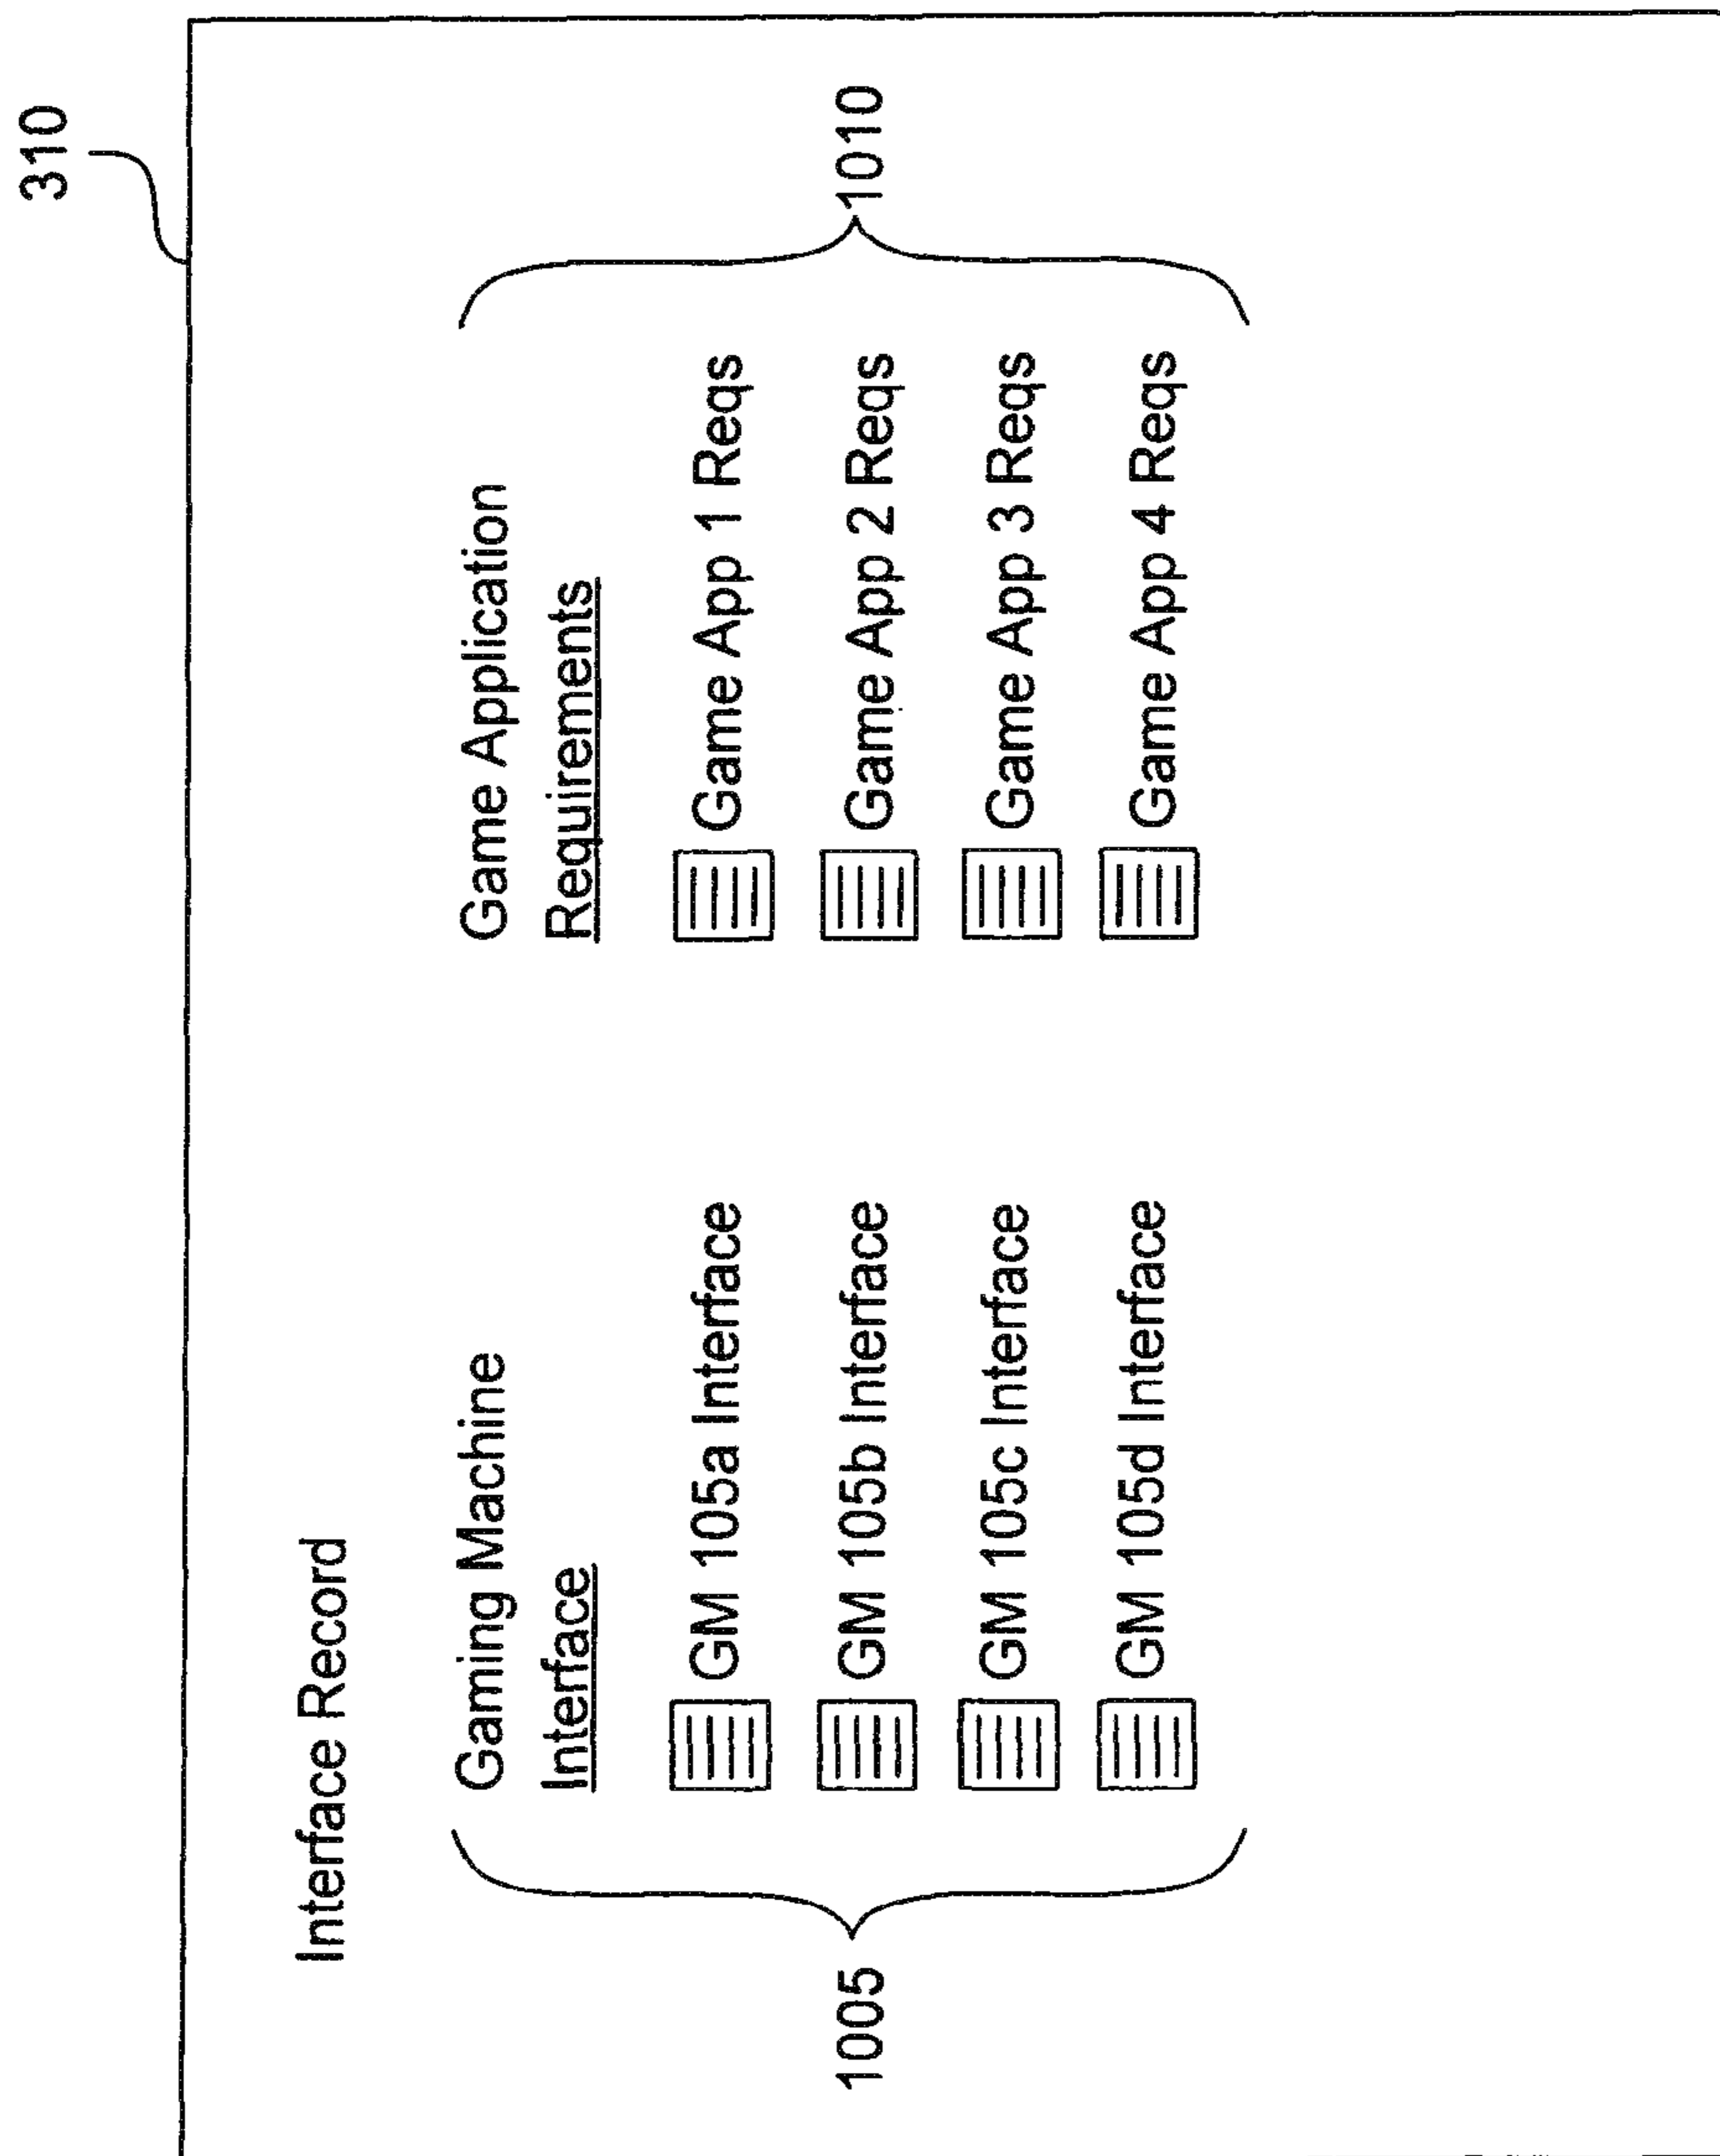 310
Interface Record
Gaming Machine
Interface
GM 105a Interface
GM 105b Interface
GM 105c Interface
GM 105d Interface
1005
Game Application
Requirements
Game App 1 Reqs
Game App 2 Reqs
Game App 3 Reqs
Game App 4 Reqs
1010